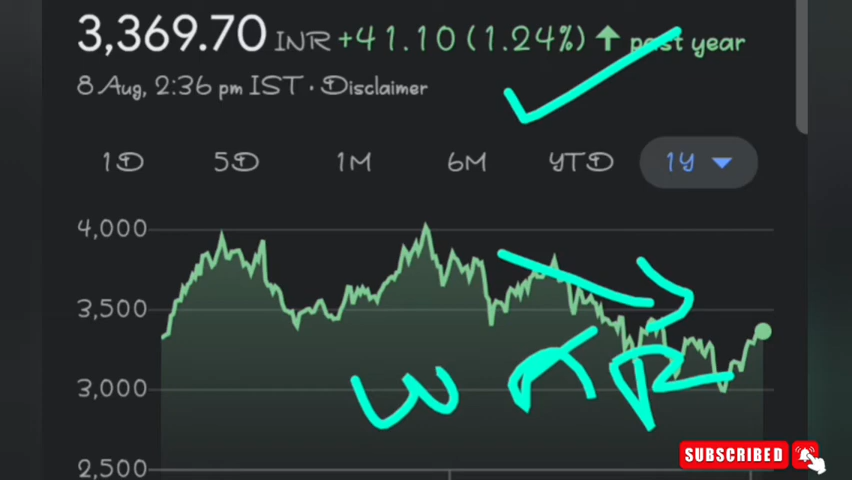 3,369.70 INR +41.10 (1.24%) ↑ past year
8 Aug, 2:36 pm IST · Disclaimer
1D 5D 1M 6M YTD 1Y
4,000
3,500
3,000
2,500
SUBSCRIBED